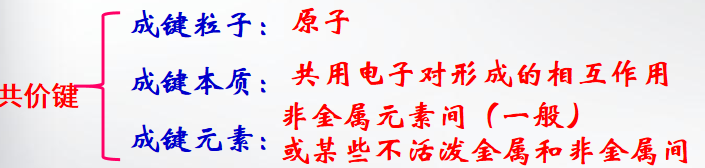 成键粒子：原子
共价键
成键本质：共用电子对形成的相互作用
非金属元素间（一般）
成键元素：
或某些不活泼金属和非金属间